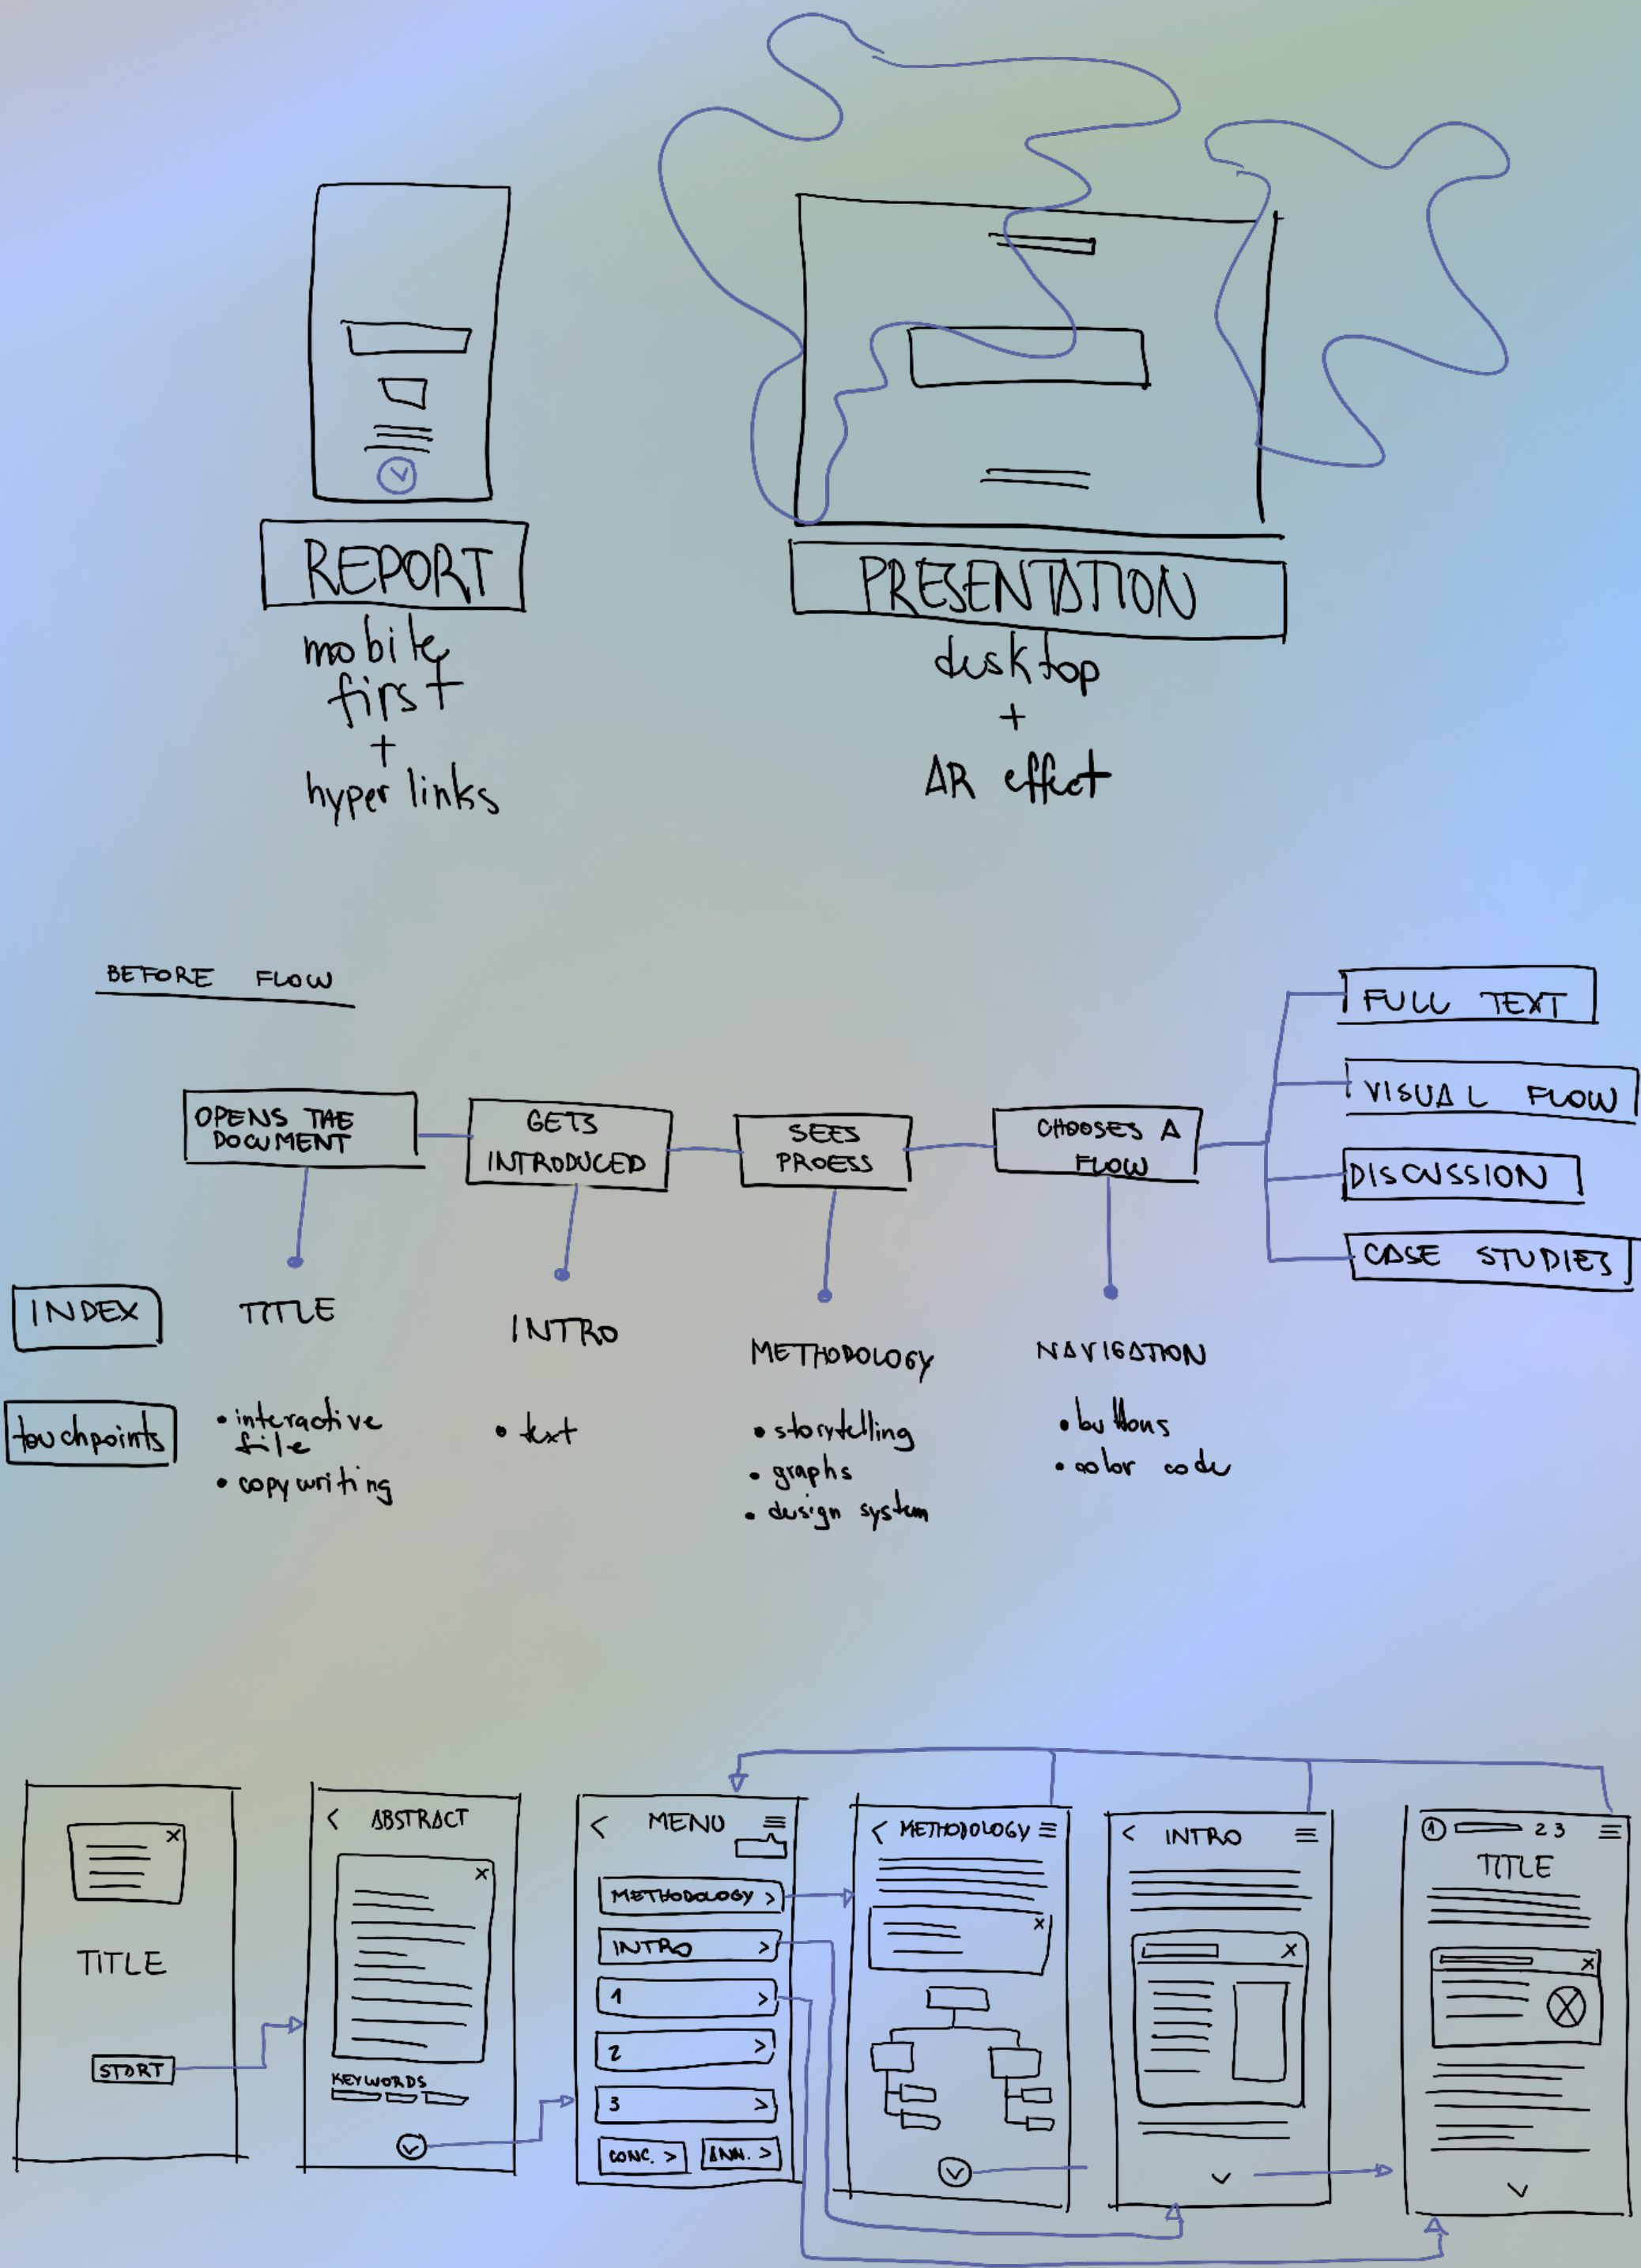 REPORT
mobile
first
+
hyper links
PRESENTATION
desktop
+
AR effect
BEFORE FLOW
OPENS THE
DOCUMENT
GETS
INTRODUCED
SEES
PROESS
CHOOSES A
FLOW
FULL TEXT
VISUAL FLOW
DISCUSSION
CASE STUDIES
INDEX
TITLE
INTRO
METHODOLOGY
NAVIGATION
touchpoints
• interactive
file
• copywriting
• text
• storytelling
• graphs
• design system
• buttons
• color code
X
TITLE
START
< ABSTRACT
X
KEYWORDS
< MENU
METHODOLOGY >
INTRO >
1 >
2 >
3 >
CONC. >
ANN. >
< METHODOLOGY
X
< INTRO
X
1 2 3
TITLE
X